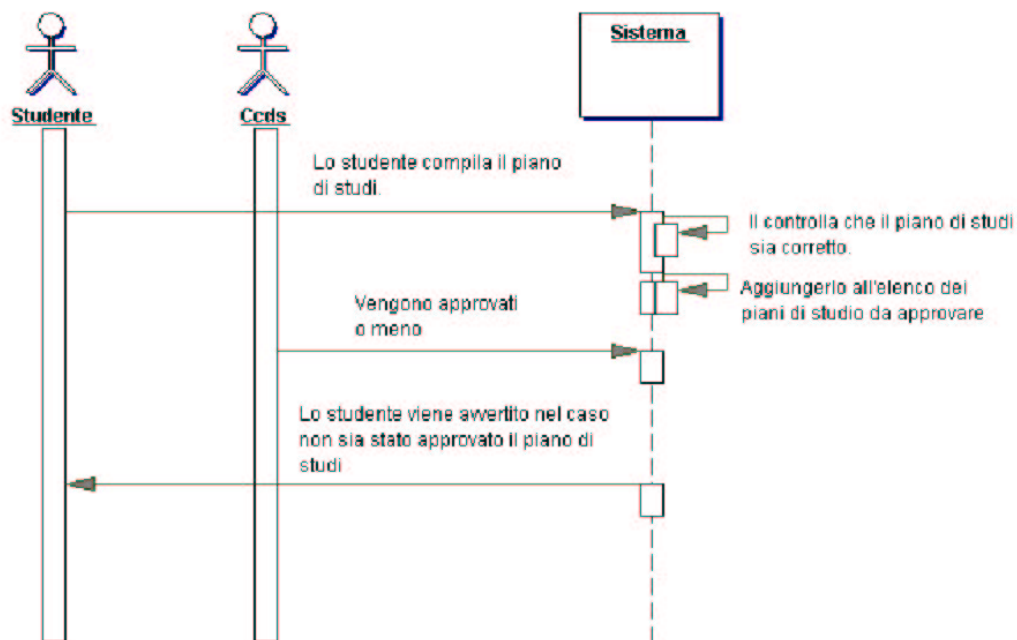 Studente
Ccds
Sistema
Lo studente compila il piano
di studi.
Il controlla che il piano di studi
sia corretto.
Aggiungerlo all'elenco dei
piani di studio da approvare
Vengono approvati
o meno
Lo studente viene avvertito nel caso
non sia stato approvato il piano di
studi